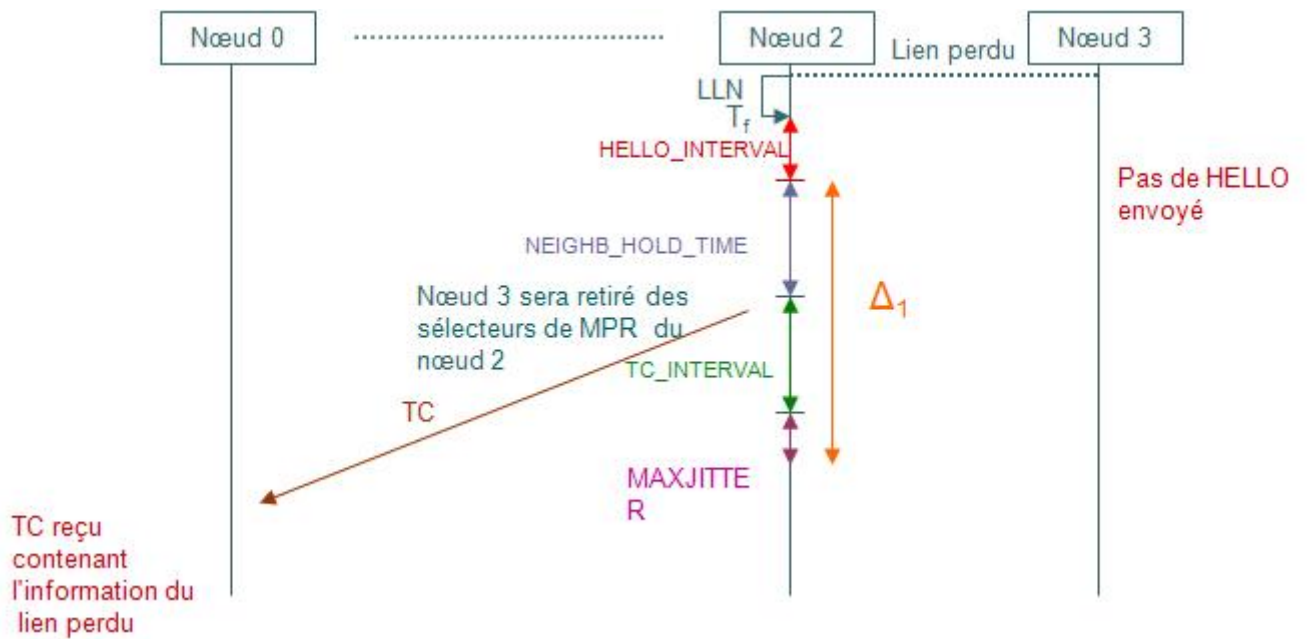 Nœud 0
Nœud 2
Nœud 3
Lien perdu
LLN
Tf
HELLO_INTERVAL
Pas de HELLO
envoyé
NEIGHB_HOLD_TIME
Nœud 3 sera retiré des
sélecteurs de MPR du
nœud 2
Δ1
TC_INTERVAL
TC
MAXJITTE
R
TC reçu
contenant
l'information du
lien perdu